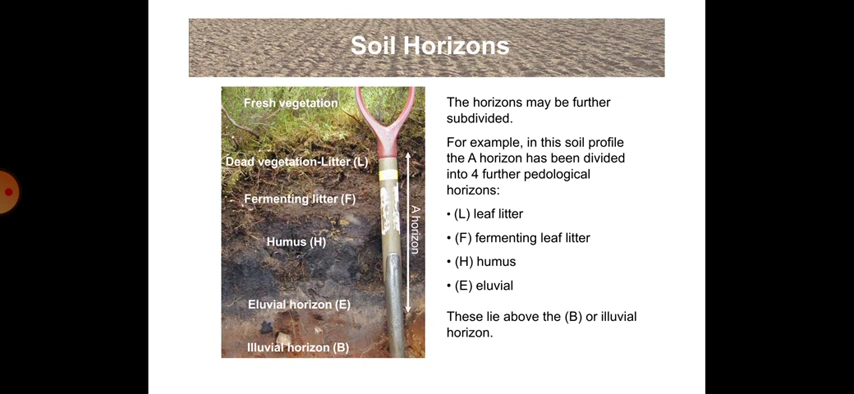 Soil Horizons
Fresh vegetation
Dead vegetation-Litter (L)
Fermenting litter (F)
Humus (H)
A horizon
Eluvial horizon (E)
Illuvial horizon (B)
The horizons may be further
subdivided.
For example, in this soil profile
the A horizon has been divided
into 4 further pedological
horizons:
• (L) leaf litter
• (F) fermenting leaf litter
• (H) humus
• (E) eluvial
These lie above the (B) or illuvial
horizon.